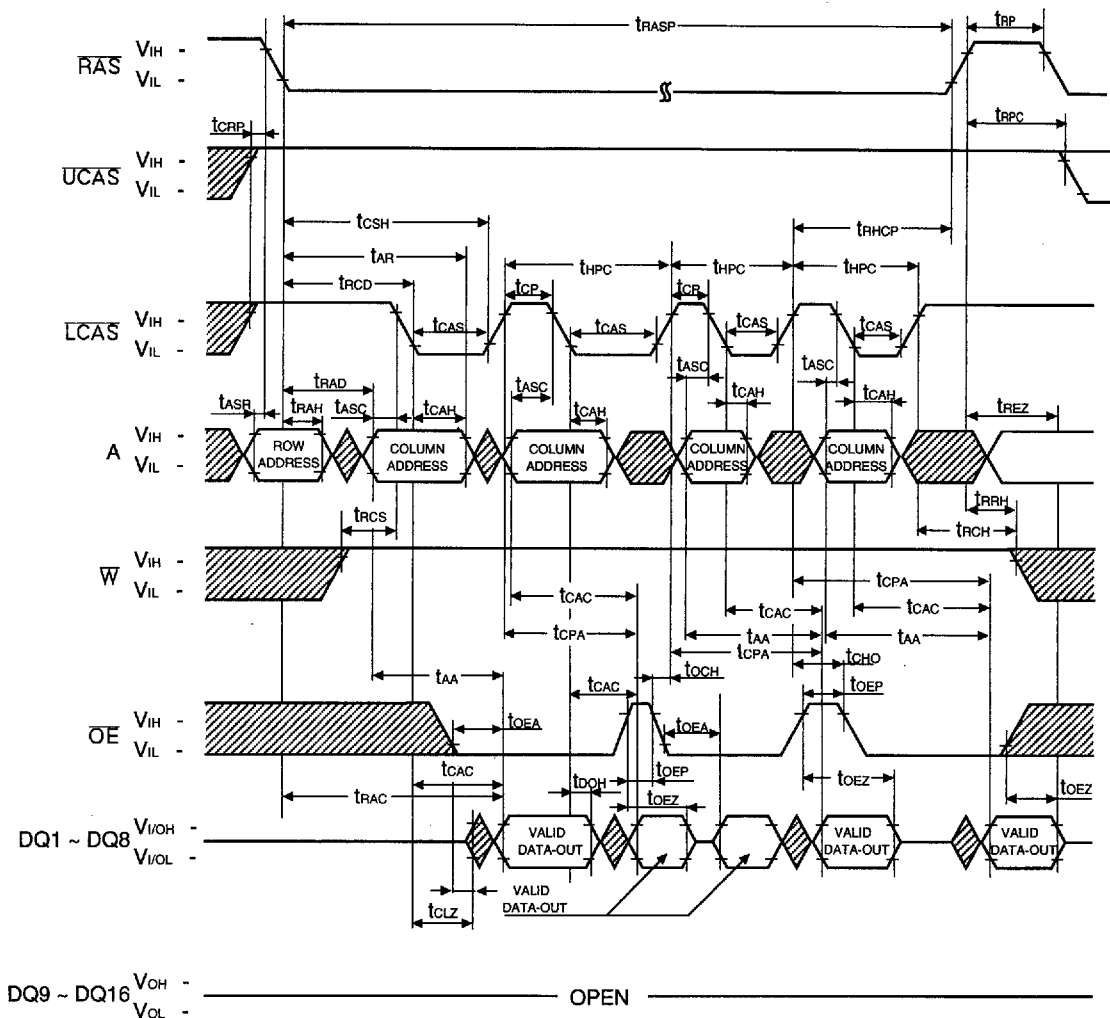 tRASP
tRP
RAS
VIH -
VIL -
tCRP
tRPC
UCAS
VIH -
VIL -
tCSH
tRHCP
tAR
tHPC
tHPC
tHPC
tRCD
tCP
tCP
LCAS
VIH -
VIL -
tCAS
tCAS
tCAS
tCAS
tASC
tASC
tRAD
tASC
tCAH
tCAH
tASR
tRAH
tASC
tCAH
tCAH
tREZ
A
VIH -
VIL -
ROW
ADDRESS
COLUMN
ADDRESS
COLUMN
ADDRESS
COLUMN
ADDRESS
COLUMN
ADDRESS
tRRH
tRCS
tRCH
W
VIH -
VIL -
tCPA
tCAC
tCAC
tCAC
tCPA
tAA
tAA
tCPA
tCHO
tAA
tOCH
tCAC
tOEP
OE
VIH -
VIL -
tOEA
tOEA
tCAC
tDOH
tOEP
tOEZ
tOEZ
tRAC
tOEZ
DQ1 ~ DQ8
VI/OH -
VI/OL -
VALID
DATA-OUT
VALID
DATA-OUT
VALID
DATA-OUT
VALID
DATA-OUT
tCLZ
DQ9 ~ DQ16
VOH -
VOL -
OPEN